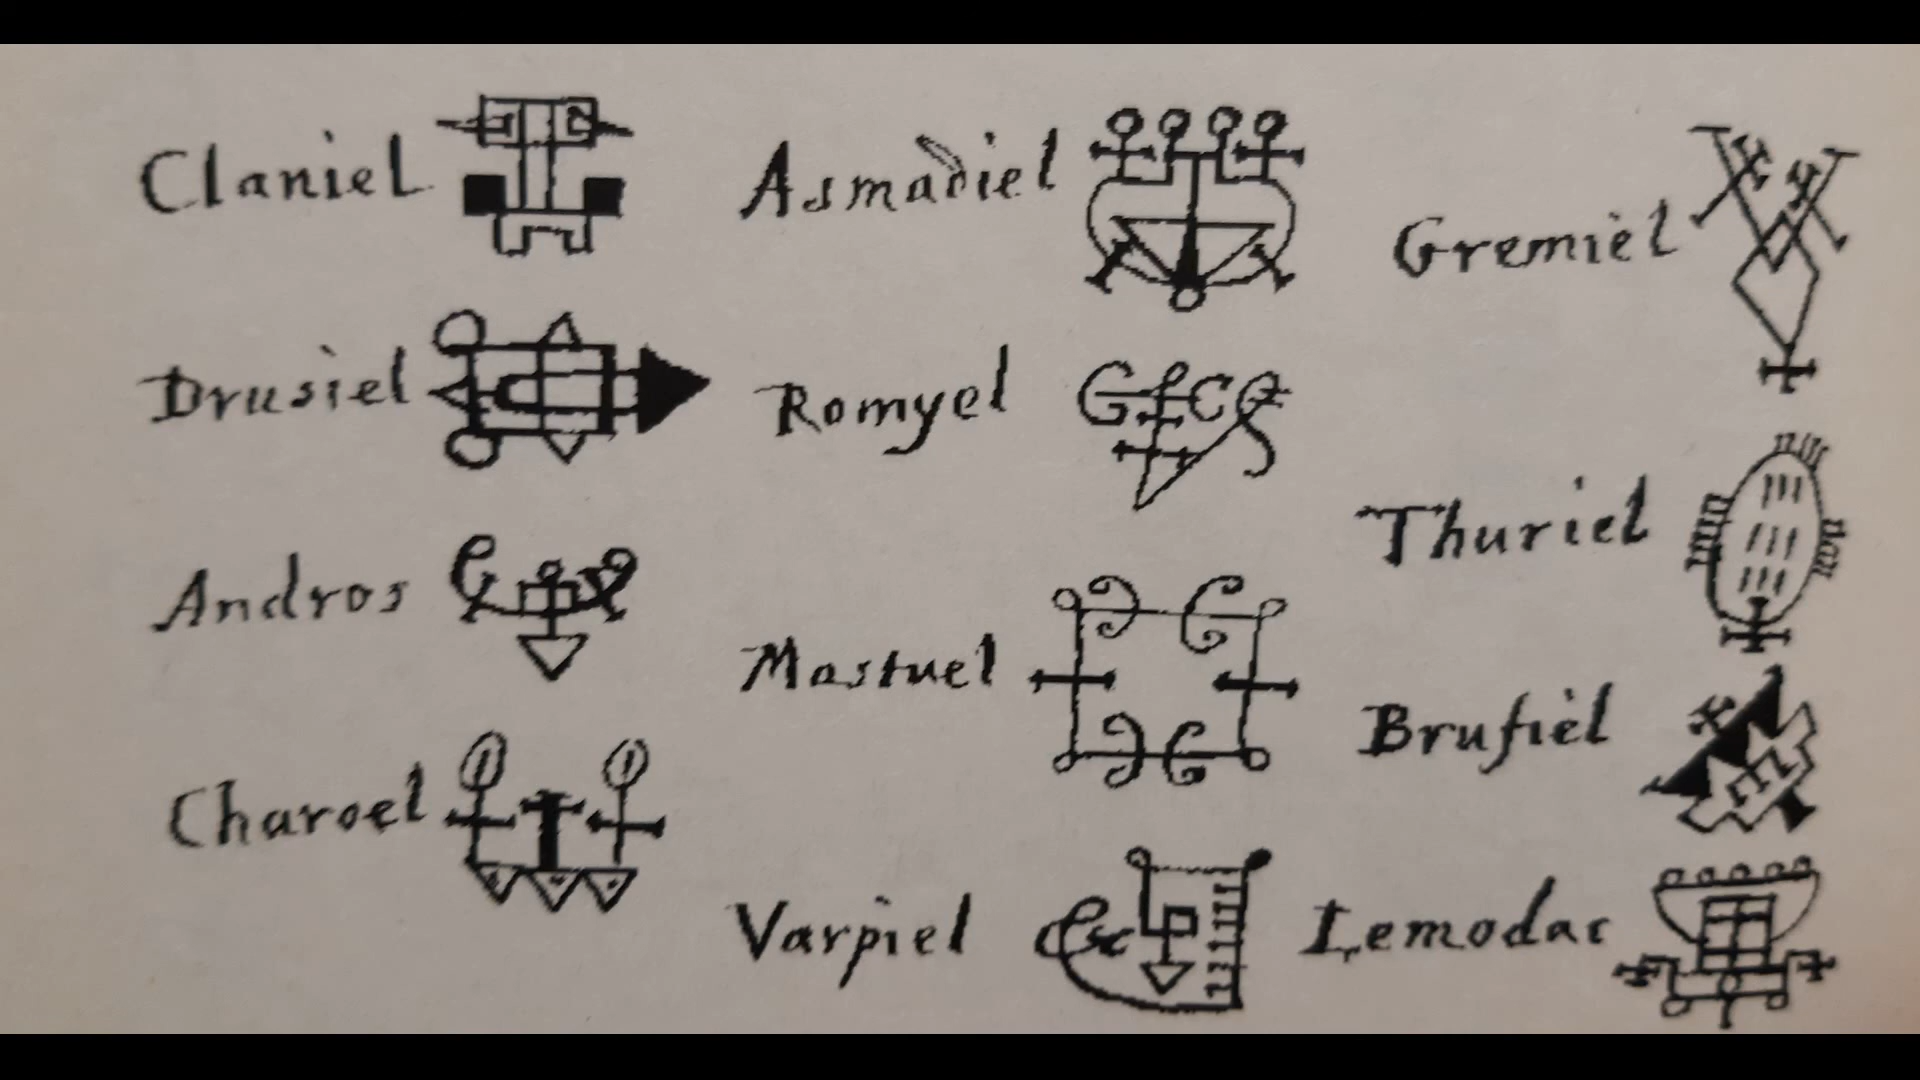 Claniel
Drusiel
Andros
Charoel
Asmadiel
Romyel
Mastuel
Varpiel
Gremiel
Thuriel
Brufiel
Lemodac